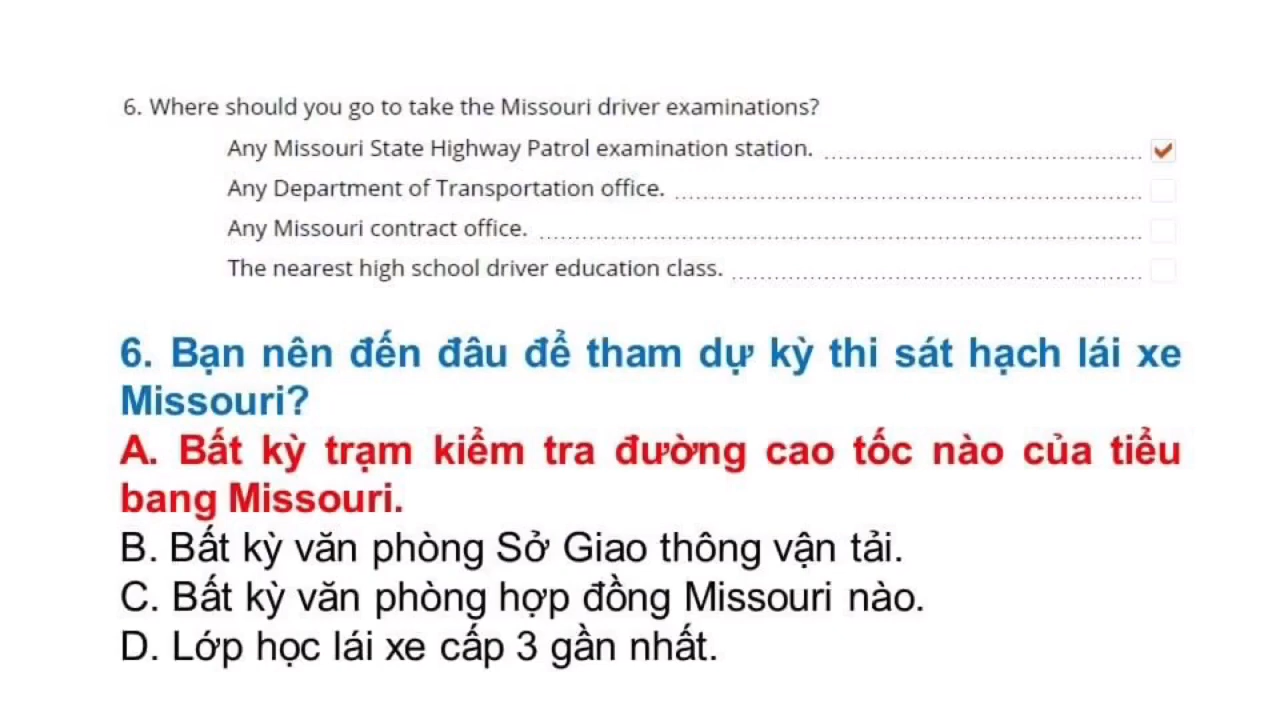 6. Where should you go to take the Missouri driver examinations?
Any Missouri State Highway Patrol examination station.
Any Department of Transportation office.
Any Missouri contract office.
The nearest high school driver education class.
6. Bạn nên đến đâu để tham dự kỳ thi sát hạch lái xe
Missouri?
A. Bất kỳ trạm kiểm tra đường cao tốc nào của tiểu
bang Missouri.
B. Bất kỳ văn phòng Sở Giao thông vận tải.
C. Bất kỳ văn phòng hợp đồng Missouri nào.
D. Lớp học lái xe cấp 3 gần nhất.